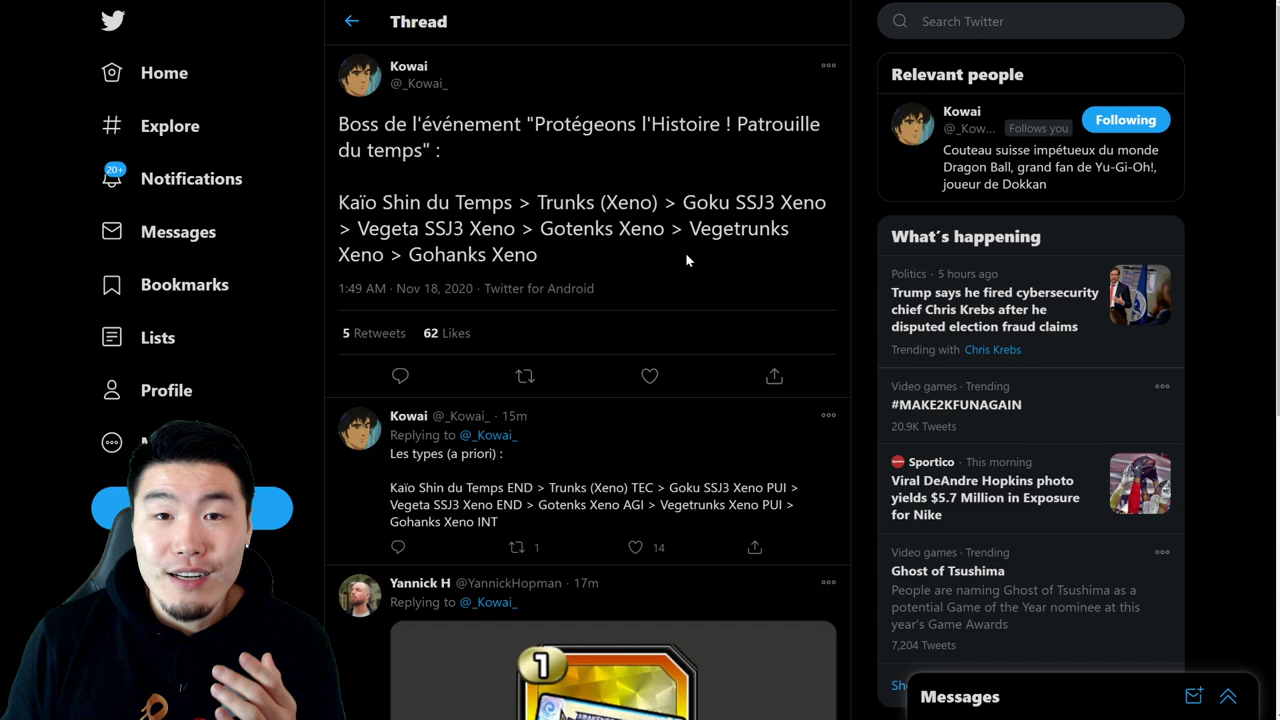 Home
Explore
20+
Notifications
Messages
Bookmarks
Lists
Profile
Thread
Kowai
@_Kowai_
Boss de l'événement "Protégeons l'Histoire ! Patrouille
du temps" :
Kaïo Shin du Temps > Trunks (Xeno) > Goku SSJ3 Xeno
> Vegeta SSJ3 Xeno > Gotenks Xeno > Vegetrunks
Xeno > Gohanks Xeno
1:49 AM · Nov 18, 2020 · Twitter for Android
5 Retweets 62 Likes
Kowai @_Kowai_ · 15m
Replying to @_Kowai_
Les types (a priori) :
Kaïo Shin du Temps END > Trunks (Xeno) TEC > Goku SSJ3 Xeno PUI >
Vegeta SSJ3 Xeno END > Gotenks Xeno AGI > Vegetrunks Xeno PUI >
Gohanks Xeno INT
1 14
Yannick H @YannickHopman · 17m
Replying to @_Kowai_
1
Search Twitter
Relevant people
Kowai
@_Kow... Follows you
Following
Couteau suisse impétueux du monde
Dragon Ball, grand fan de Yu-Gi-Oh!,
joueur de Dokkan
What's happening
Politics · 5 hours ago
Trump says he fired cybersecurity
chief Chris Krebs after he
disputed election fraud claims
Trending with Chris Krebs
Video games · Trending
#MAKE2KFUNAGAIN
20.9K Tweets
Sportico · This morning
Viral DeAndre Hopkins photo
yields $5.7 Million in Exposure
for Nike
Video games · Trending
Ghost of Tsushima
People are naming Ghost of Tsushima as a
potential Game of the Year nominee at this
year's Game Awards
7,204 Tweets
Messages